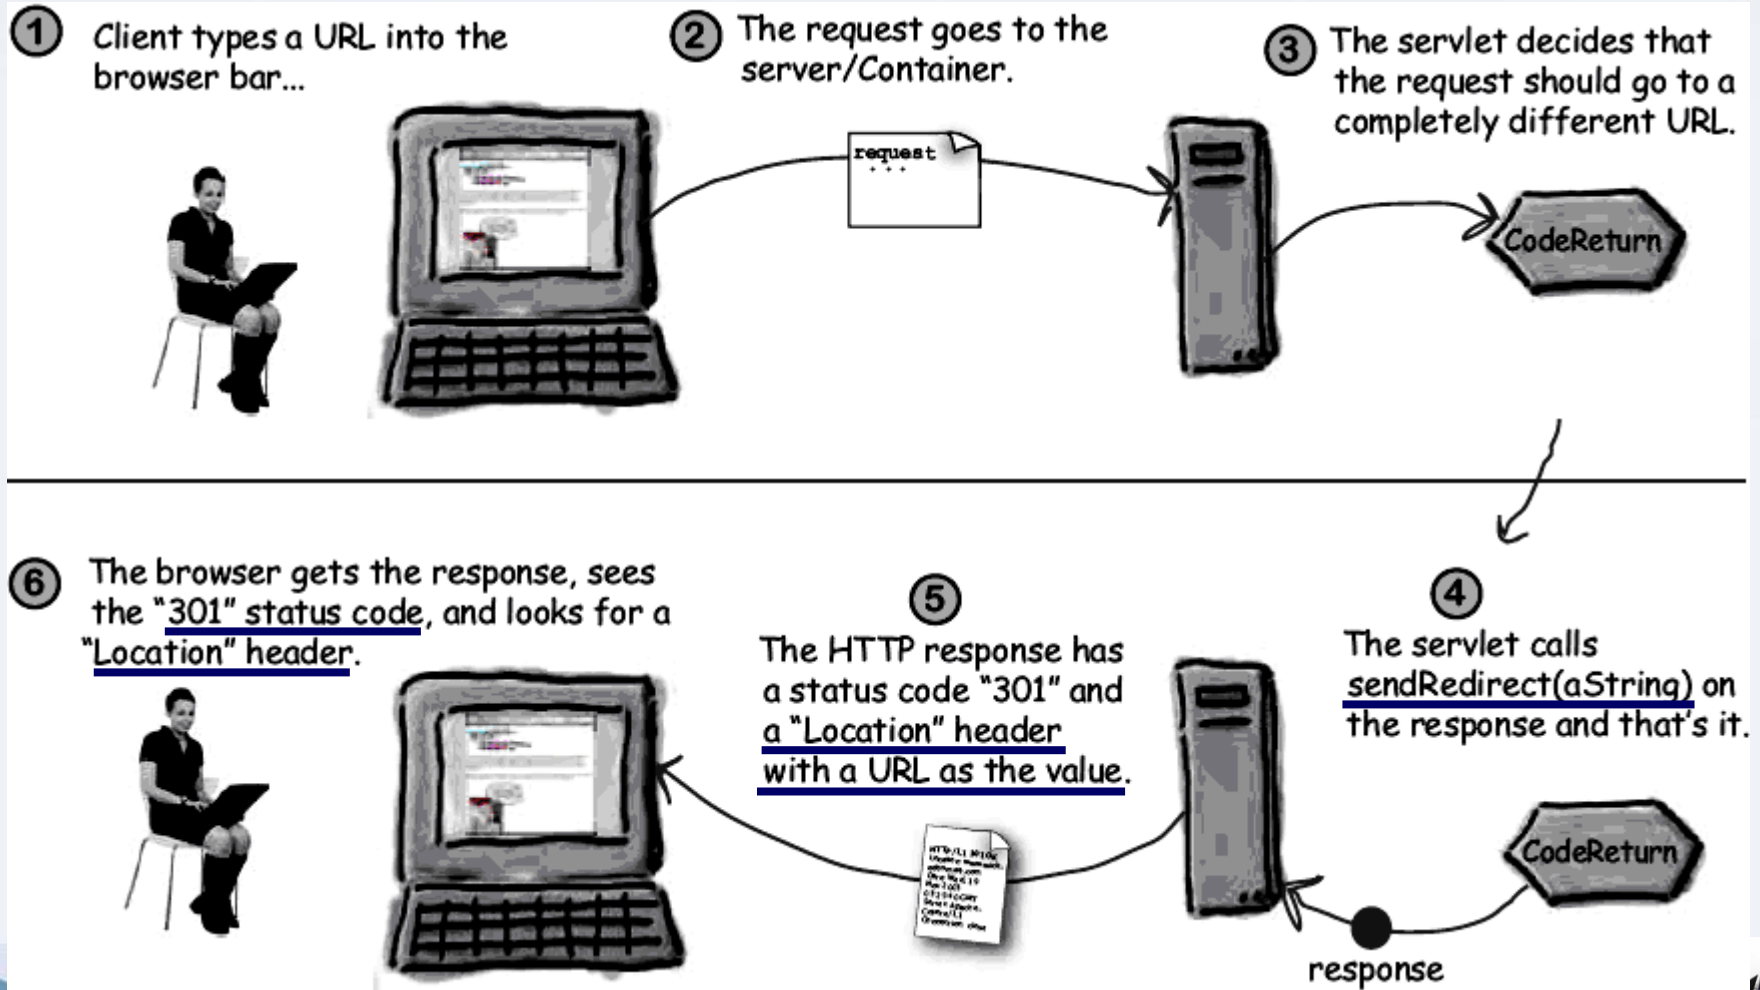 1
Client types a URL into the
browser bar...
2
The request goes to the
server/Container.
3
The servlet decides that
the request should go to a
completely different URL.
request
...
CodeReturn
4
The servlet calls
sendRedirect(aString) on
the response and that's it.
CodeReturn
response
5
The HTTP response has
a status code "301" and
a "Location" header
with a URL as the value.
6
The browser gets the response, sees
the "301" status code, and looks for a
"Location" header.